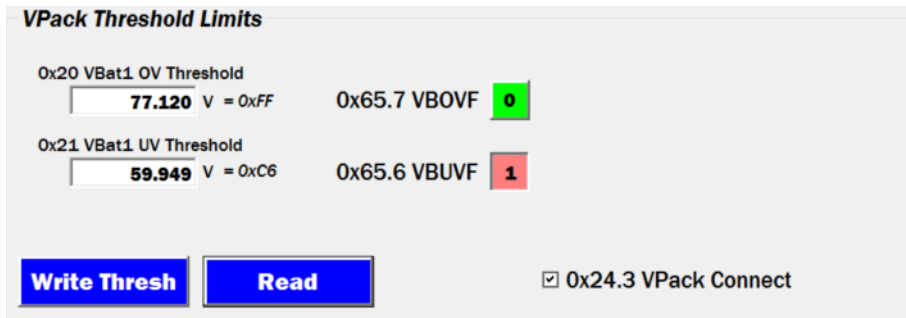 VPack Threshold Limits
0x20 VBat1 OV Threshold
77.120 V = 0xFF 0x65.7 VBOVF 0
0x21 VBat1 UV Threshold
59.949 V = 0xC6 0x65.6 VBUVF 1
Write Thresh Read 0x24.3 VPack Connect